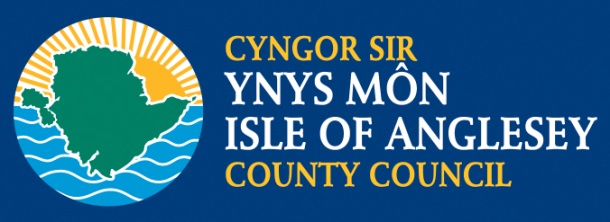 CYNGOR SIR
YNYS MÔN
ISLE OF ANGLESEY
COUNTY COUNCIL